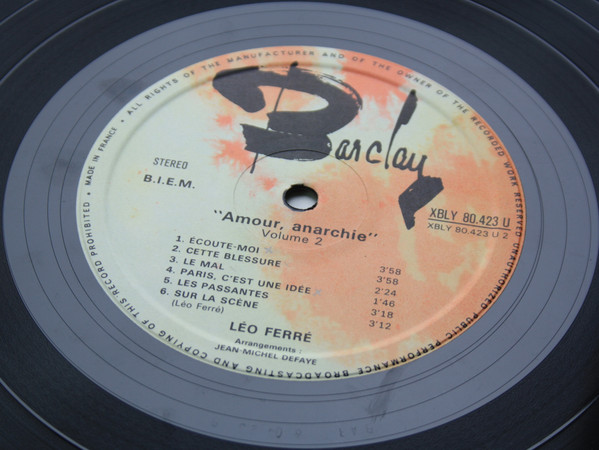 • ALL RIGHTS OF THE MANUFACTURER AND OF THE OWNER OF THE RECORDED WORK RESERVED UNAUTHORIZED PUBLIC PERFORMANCE BROADCASTING AND COPYING OF THIS RECORD PROHIBITED • MADE IN FRANCE
Barclay
STEREO
B.I.E.M.
XBLY 80.423 U
XBLY 80.423 U 2
"Amour, anarchie"
Volume 2
1. ÉCOUTE-MOI 3'58
2. CETTE BLESSURE 3'58
3. LE MAL 2'24
4. PARIS, C'EST UNE IDÉE 1'46
5. LES PASSANTES 3'18
6. SUR LA SCÈNE 3'12
(Léo Ferré)
LÉO FERRÉ
Arrangements :
JEAN-MICHEL DEFAYE